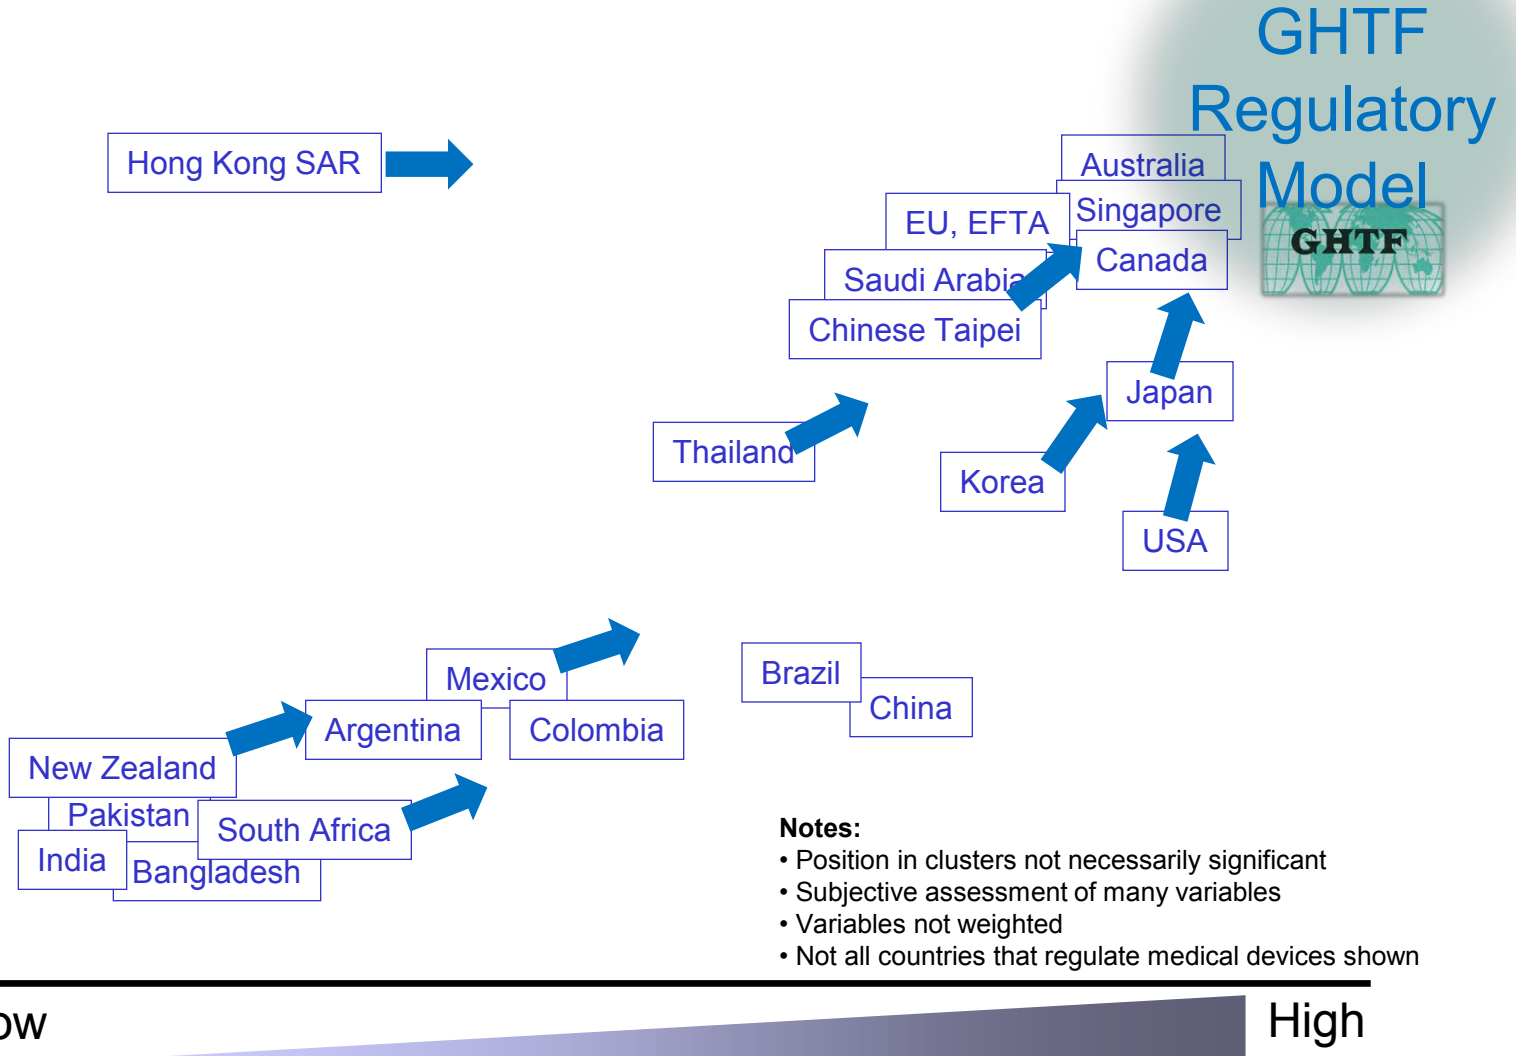 GHTF
Regulatory
Model
Hong Kong SAR
Australia
Singapore
EU, EFTA
GHTF
Canada
Saudi Arabia
Chinese Taipei
Japan
Thailand
Korea
USA
Mexico
Brazil
China
Argentina
Colombia
New Zealand
Pakistan
South Africa
India
Bangladesh
Notes:
• Position in clusters not necessarily significant
• Subjective assessment of many variables
• Variables not weighted
• Not all countries that regulate medical devices shown
ow
High